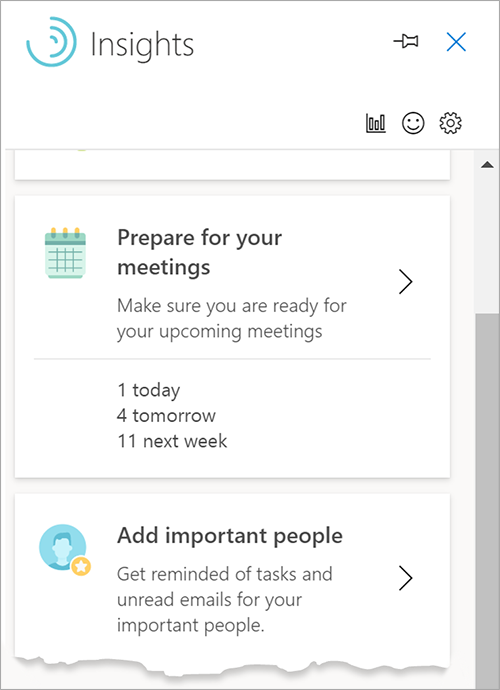 Insights
Prepare for your
meetings
Make sure you are ready for
your upcoming meetings
1 today
4 tomorrow
11 next week
Add important people
Get reminded of tasks and
unread emails for your
important people.